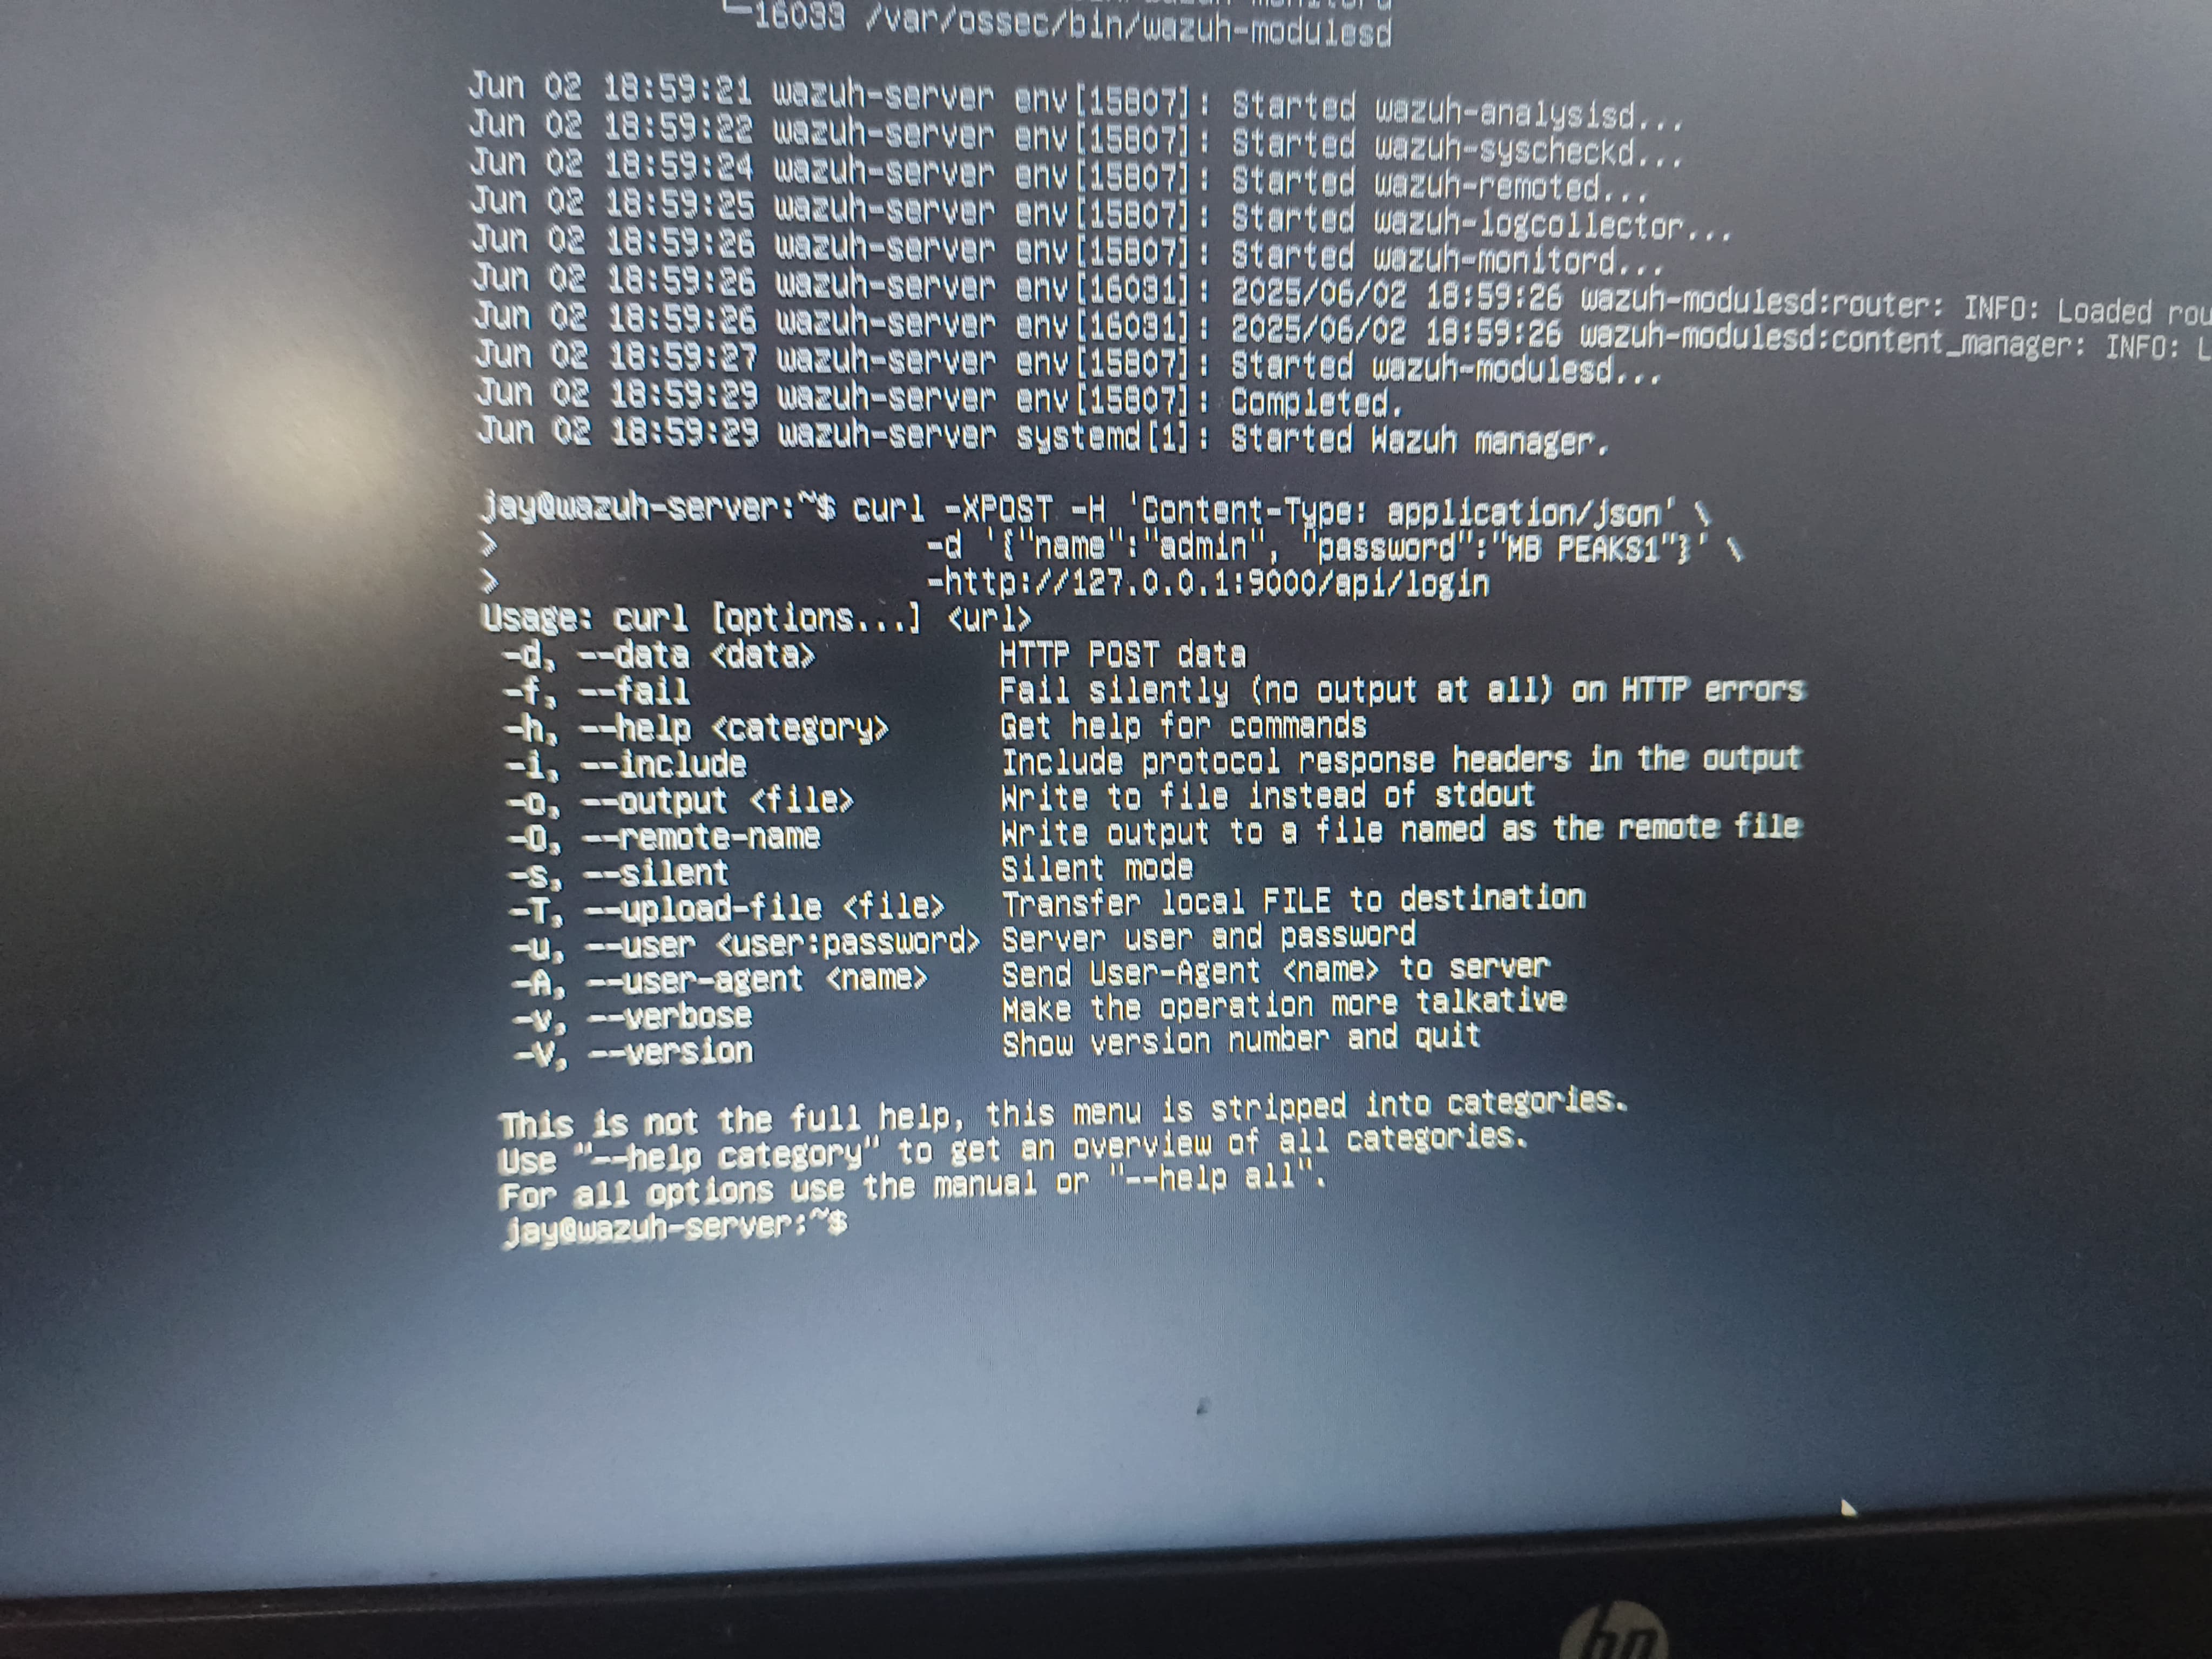 └─16033 /var/ossec/bin/wazuh-modulesd
Jun 02 18:59:21 wazuh-server env[15807]: Started wazuh-analysisd...
Jun 02 18:59:22 wazuh-server env[15807]: Started wazuh-syscheckd...
Jun 02 18:59:24 wazuh-server env[15807]: Started wazuh-remoted...
Jun 02 18:59:25 wazuh-server env[15807]: Started wazuh-logcollector...
Jun 02 18:59:26 wazuh-server env[15807]: Started wazuh-monitord...
Jun 02 18:59:26 wazuh-server env[16031]: 2025/06/02 18:59:26 wazuh-modulesd:router: INFO: Loaded rou
Jun 02 18:59:26 wazuh-server env[16031]: 2025/06/02 18:59:26 wazuh-modulesd:content_manager: INFO: L
Jun 02 18:59:27 wazuh-server env[15807]: Started wazuh-modulesd...
Jun 02 18:59:29 wazuh-server env[15807]: Completed.
Jun 02 18:59:29 wazuh-server systemd[1]: Started Wazuh manager.
jay@wazuh-server:~$ curl -XPOST -H 'Content-Type: application/json' \
> -d '{"name":"admin", "password":"MB PEAKS1"}' \
> -http://127.0.0.1:9000/api/login
Usage: curl [options...] <url>
-d, --data <data> HTTP POST data
-f, --fail Fail silently (no output at all) on HTTP errors
-h, --help <category> Get help for commands
-i, --include Include protocol response headers in the output
-o, --output <file> Write to file instead of stdout
-O, --remote-name Write output to a file named as the remote file
-s, --silent Silent mode
-T, --upload-file <file> Transfer local FILE to destination
-u, --user <user:password> Server user and password
-A, --user-agent <name> Send User-Agent <name> to server
-v, --verbose Make the operation more talkative
-V, --version Show version number and quit
This is not the full help, this menu is stripped into categories.
Use "--help category" to get an overview of all categories.
For all options use the manual or "--help all".
jay@wazuh-server:~$
hp